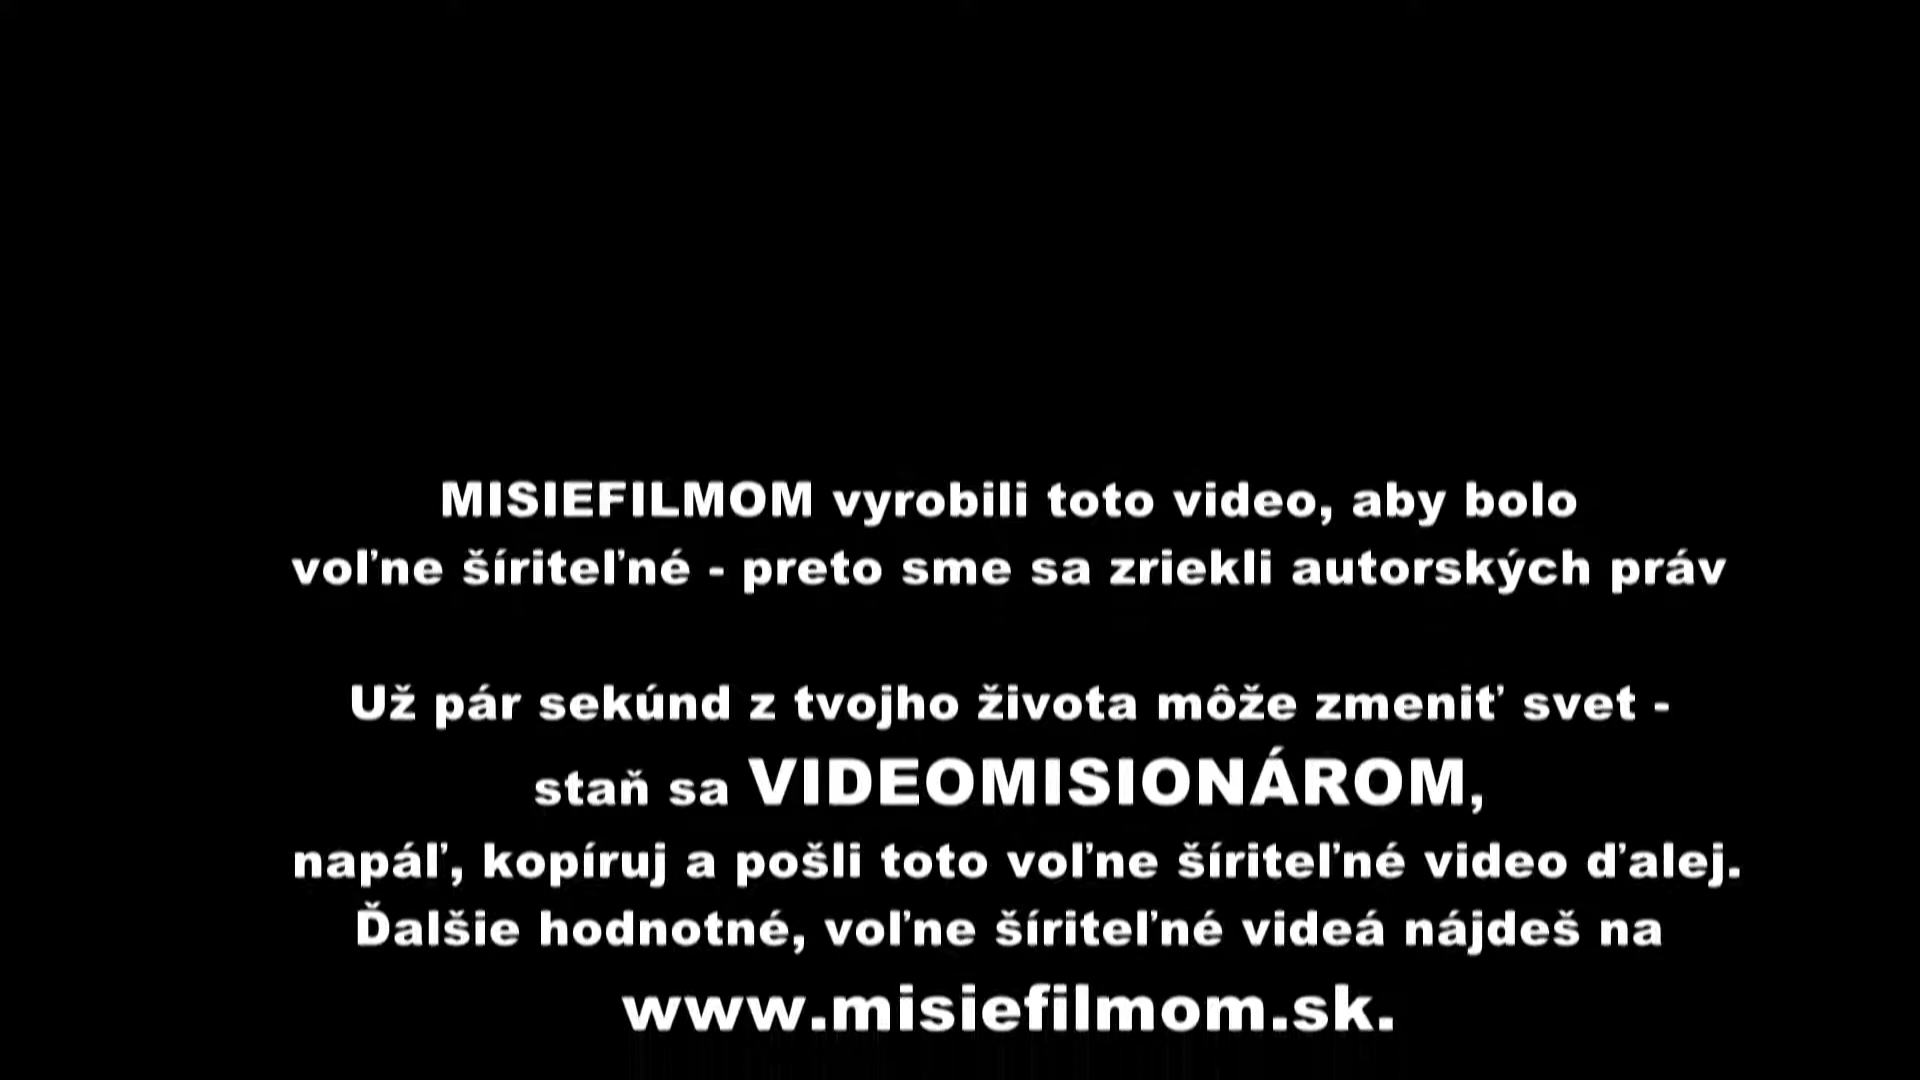 MISIEFILMOM vyrobili toto video, aby bolo
voľne šíriteľné - preto sme sa zriekli autorských práv
Už pár sekúnd z tvojho života môže zmeniť svet -
staň sa VIDEOMISIONÁROM,
napáľ, kopíruj a pošli toto voľne šíriteľné video ďalej.
Ďalšie hodnotné, voľne šíriteľné videá nájdeš na
www.misiefilmom.sk.